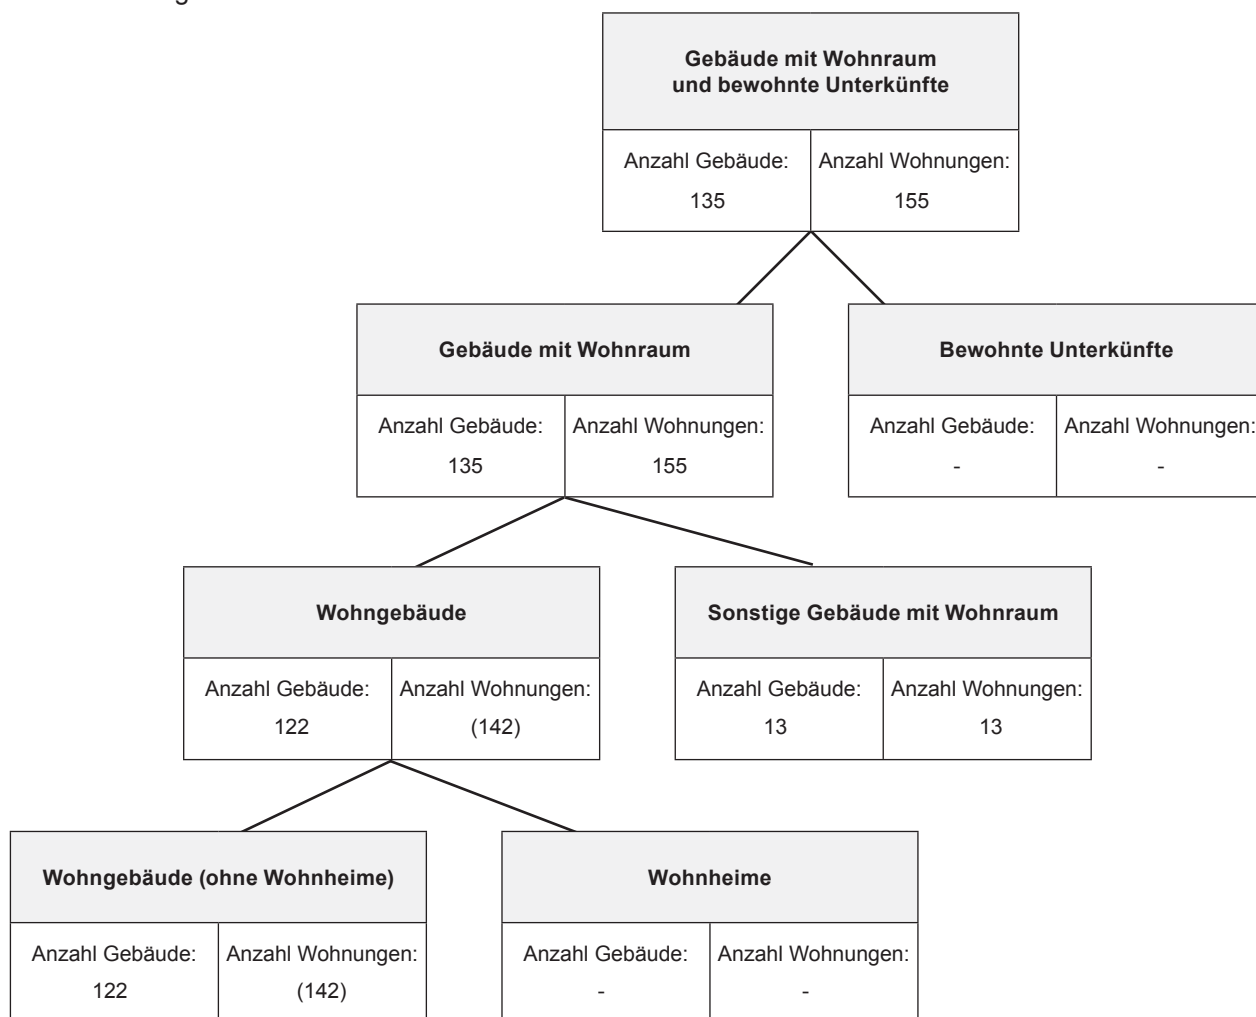 Gebäude mit Wohnraum
und bewohnte Unterkünfte
Anzahl Gebäude: Anzahl Wohnungen:
135 155
Gebäude mit Wohnraum Bewohnte Unterkünfte
Anzahl Gebäude: Anzahl Wohnungen: Anzahl Gebäude: Anzahl Wohnungen:
135 155 - -
Wohngebäude Sonstige Gebäude mit Wohnraum
Anzahl Gebäude: Anzahl Wohnungen: Anzahl Gebäude: Anzahl Wohnungen:
122 (142) 13 13
Wohngebäude (ohne Wohnheime) Wohnheime
Anzahl Gebäude: Anzahl Wohnungen: Anzahl Gebäude: Anzahl Wohnungen:
122 (142) - -